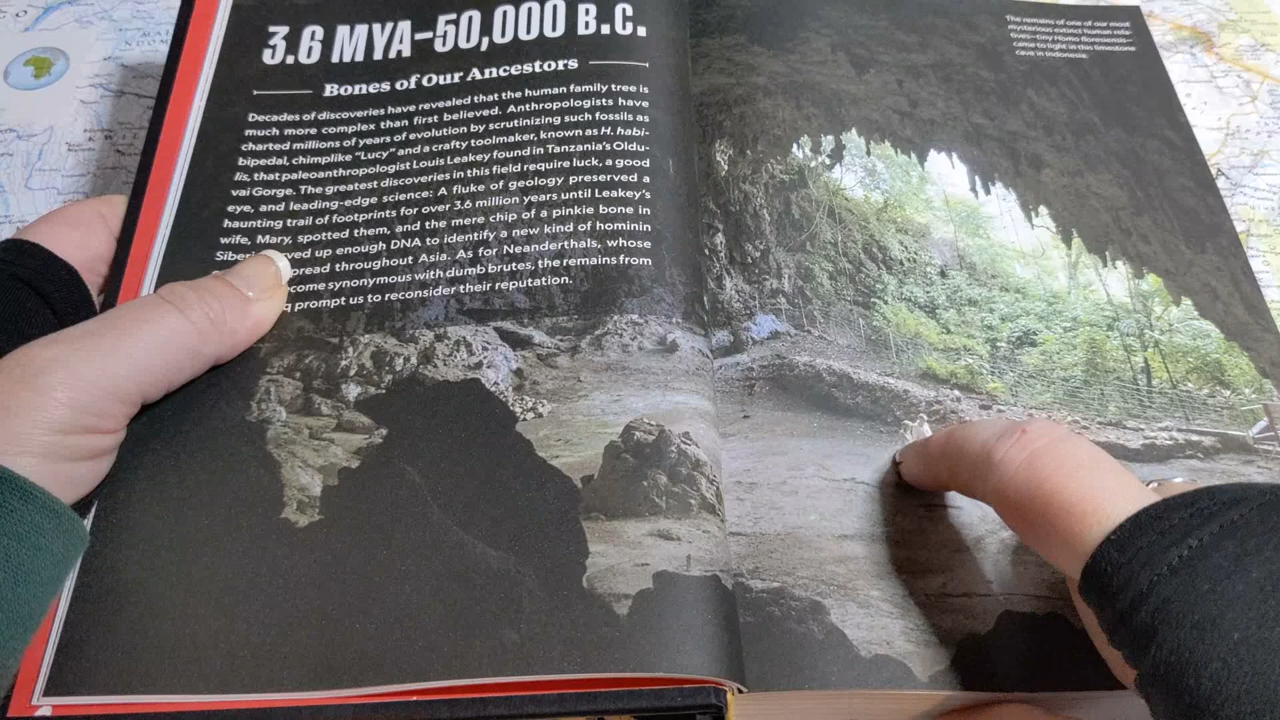 3.6 MYA–50,000 B.C.
Bones of Our Ancestors
Decades of discoveries have revealed that the human family tree is
much more complex than first believed. Anthropologists have
charted millions of years of evolution by scrutinizing such fossils as
bipedal, chimplike “Lucy” and a crafty toolmaker, known as H. habi-
lis, that paleoanthropologist Louis Leakey found in Tanzania’s Oldu-
vai Gorge. The greatest discoveries in this field require luck, a good
eye, and leading-edge science: A fluke of geology preserved a
haunting trail of footprints for over 3.6 million years until Leakey’s
wife, Mary, spotted them, and the mere chip of a pinkie bone in
up enough DNA to identify a new kind of hominin
throughout Asia. As for Neanderthals, whose
synonymous with dumb brutes, the remains from
prompt us to reconsider their reputation.
The remains of one of our most
mysterious extinct human rela-
tives—tiny Homo floresiensis—
came to light in this limestone
cave in Indonesia.